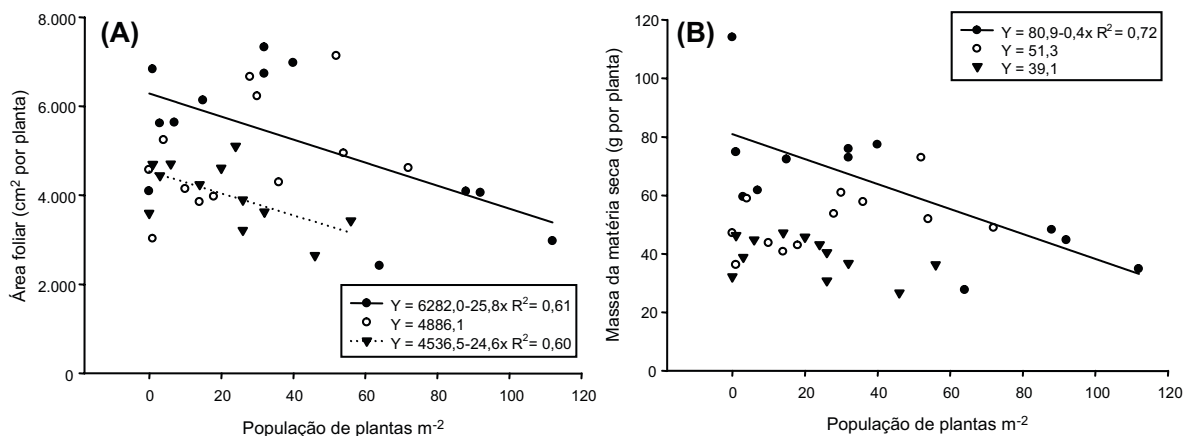 (A)
Área foliar (cm² por planta)
8.000
6.000
4.000
2.000
0
Y = 6282,0-25,8x R² = 0,61
Y = 4886,1
Y = 4536,5-24,6x R² = 0,60
0 20 40 60 80 100 120
População de plantas m⁻²
(B)
Massa da matéria seca (g por planta)
120
100
80
60
40
20
0
Y = 80,9-0,4x R² = 0,72
Y = 51,3
Y = 39,1
0 20 40 60 80 100 120
População de plantas m⁻²